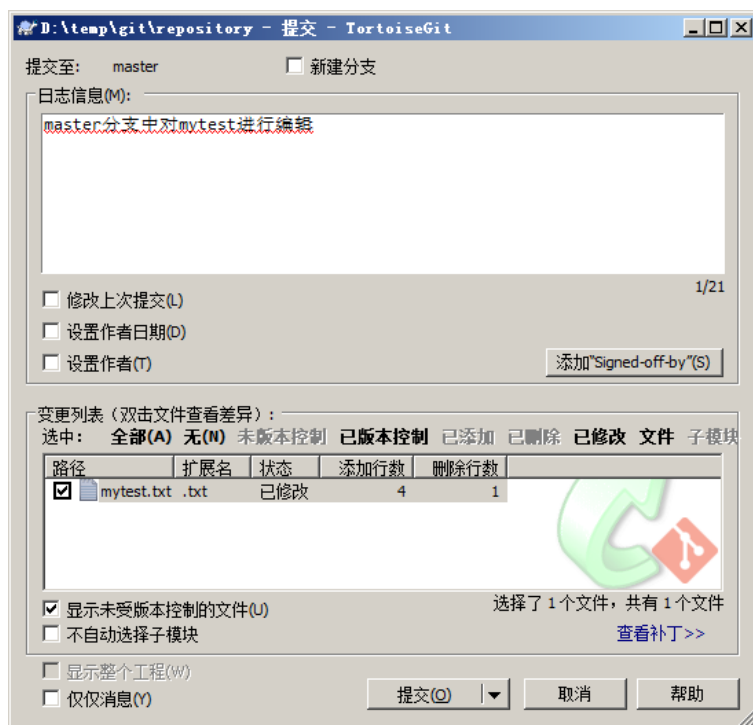 D:\temp\git\repository - 提交 - TortoiseGit
提交至: master 新建分支
日志信息(M):
master分支中对mytest进行编辑
1/21
修改上次提交(L)
设置作者日期(D)
设置作者(T) 添加"Signed-off-by"(S)
变更列表（双击文件查看差异）:
选中: 全部(A) 无(N) 未版本控制 已版本控制 已添加 已删除 已修改 文件 子模块
路径 扩展名 状态 添加行数 删除行数
mytest.txt .txt 已修改 4 1
显示未受版本控制的文件(U) 选择了1个文件，共有1个文件
不自动选择子模块 查看补丁>>
显示整个工程(W)
仅仅消息(Y) 提交(O) 取消 帮助